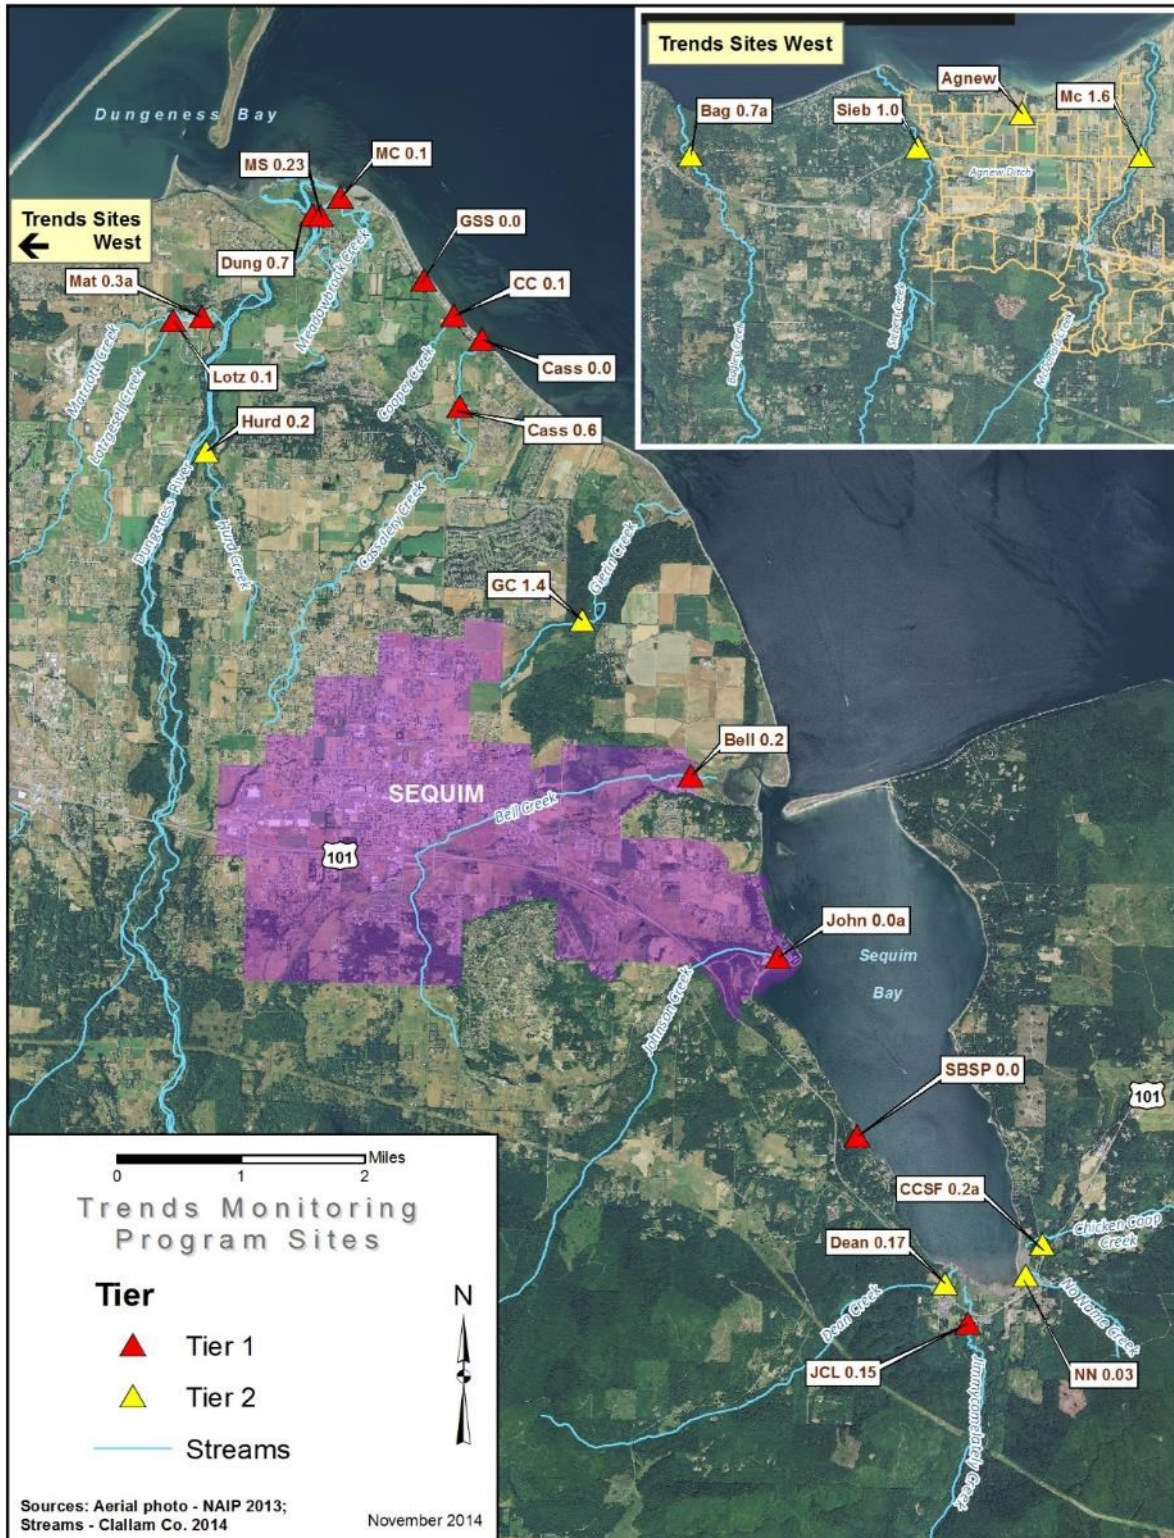 Trends Sites West
Bag 0.7a
Sieb 1.0
Agnew
Mc 1.6
Agnew Ditch
Bagley Creek
Siebert Creek
McDonald Creek
Dungeness Bay
MS 0.23
MC 0.1
Trends Sites
West
GSS 0.0
Dung 0.7
Mat 0.3a
CC 0.1
Meadowbrook Creek
Cooper Creek
Cass 0.0
Matriotti Creek
Lotzgesell Creek
Lotz 0.1
Hurd 0.2
Cass 0.6
Dungeness River
Hurd Creek
Cassalery Creek
Gierin Creek
GC 1.4
Bell 0.2
SEQUIM
Bell Creek
101
John 0.0a
Sequim
Bay
Johnson Creek
SBSP 0.0
101
CCSF 0.2a
Chicken Coop
Creek
Dean 0.17
Dean Creek
No Name Creek
JCL 0.15
NN 0.03
Jimmycomelately Creek
0 1 2 Miles
Trends Monitoring
Program Sites
Tier
N
Tier 1
Tier 2
Streams
Sources: Aerial photo - NAIP 2013;
Streams - Clallam Co. 2014
November 2014